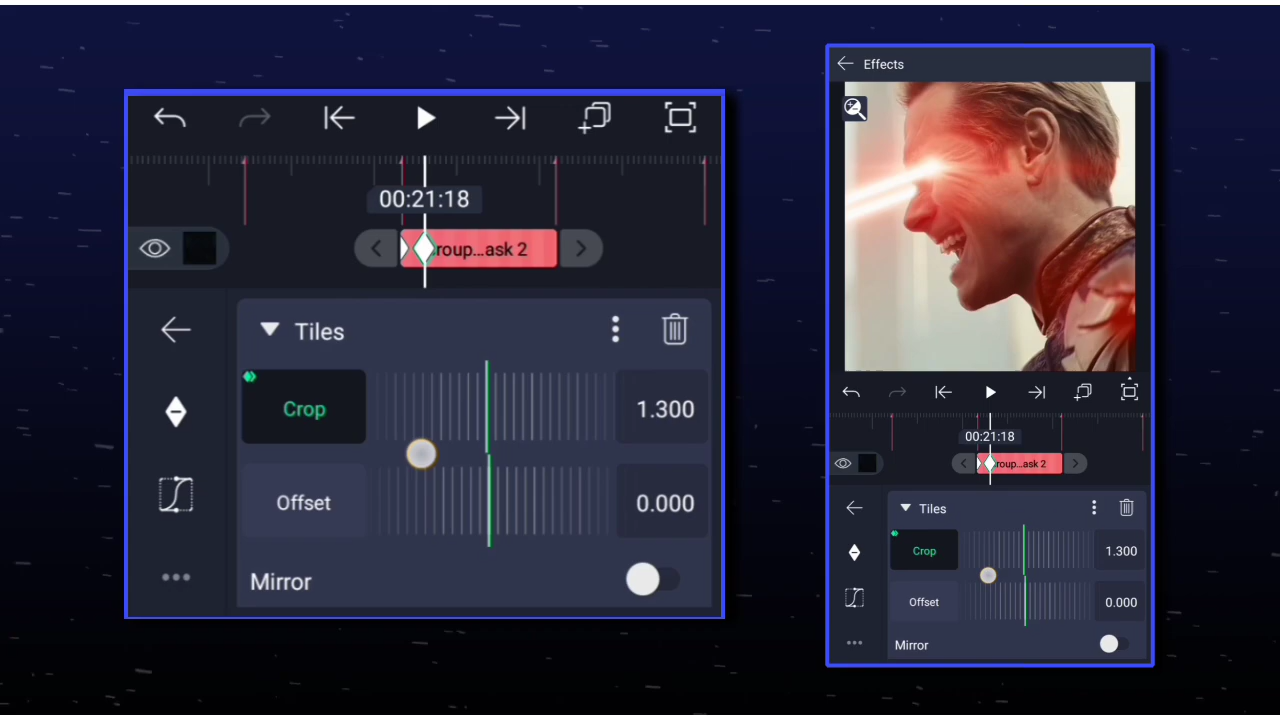 00:21:18
roup...ask 2
Tiles
Crop
1.300
Offset
0.000
Mirror
Effects
00:21:18
roup...ask 2
Tiles
Crop
1.300
Offset
0.000
Mirror